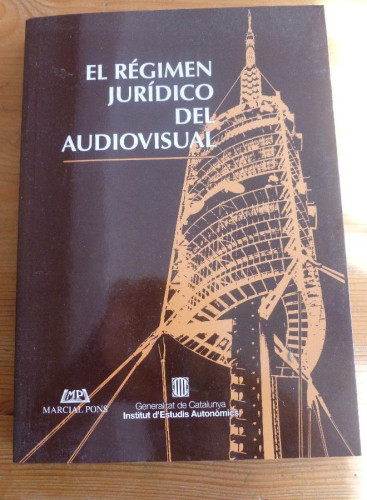 EL RÉGIMEN
JURÍDICO
DEL
AUDIOVISUAL
MP
MARCIAL PONS
Generalitat de Catalunya
Institut d'Estudis Autonòmics